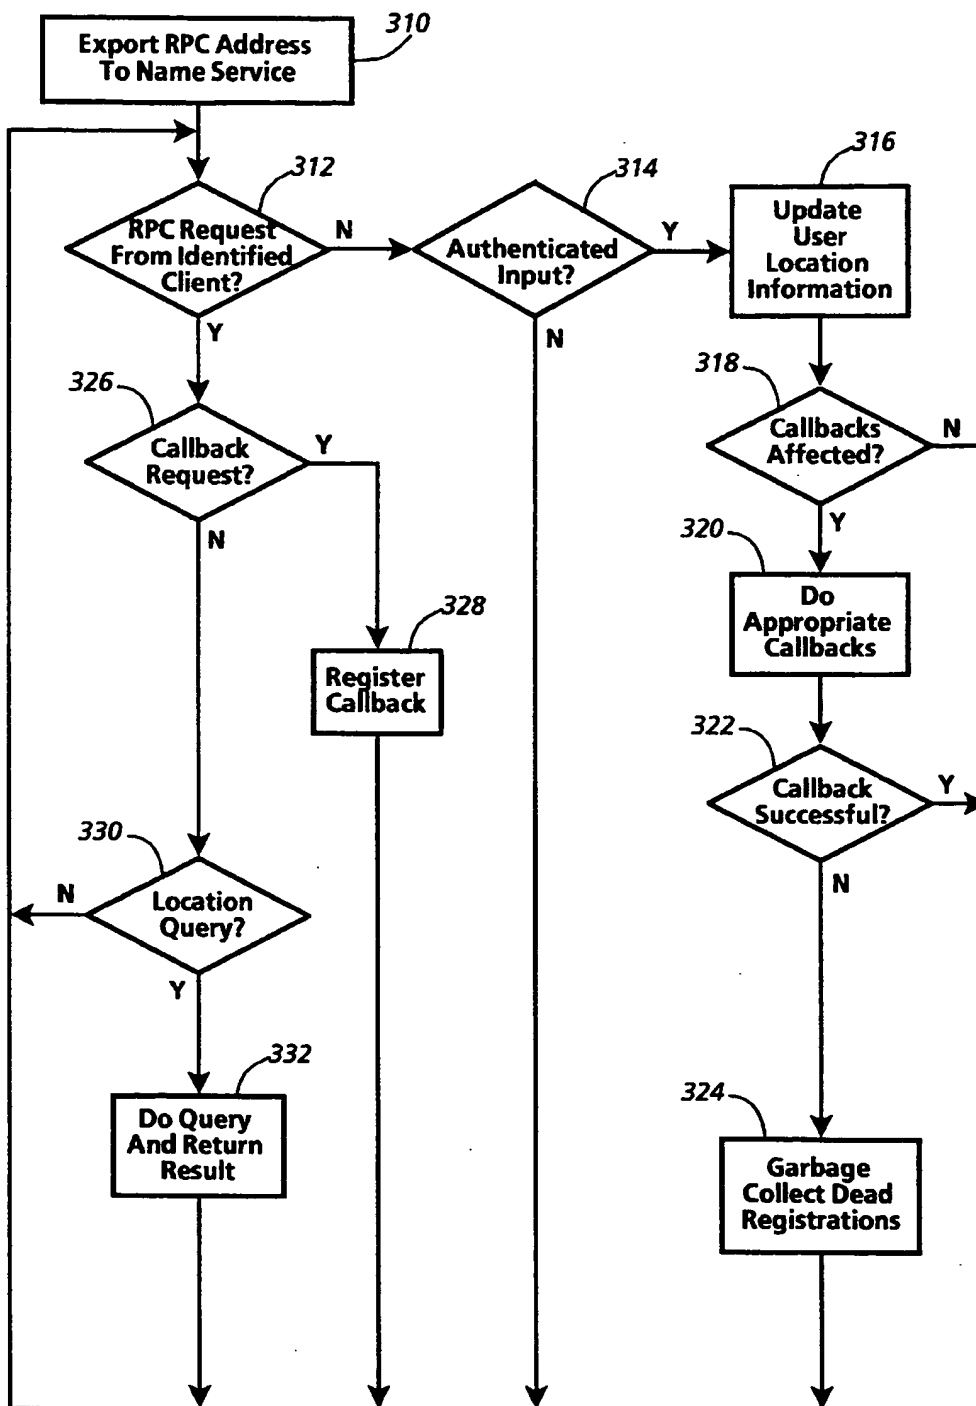 310
Export RPC Address
To Name Service
312
RPC Request
From Identified
Client?
N
Y
314
Authenticated
Input?
Y
N
316
Update
User
Location
Information
318
Callbacks
Affected?
N
Y
320
Do
Appropriate
Callbacks
322
Callback
Successful?
Y
N
324
Garbage
Collect Dead
Registrations
326
Callback
Request?
Y
N
328
Register
Callback
330
Location
Query?
N
Y
332
Do Query
And Return
Result